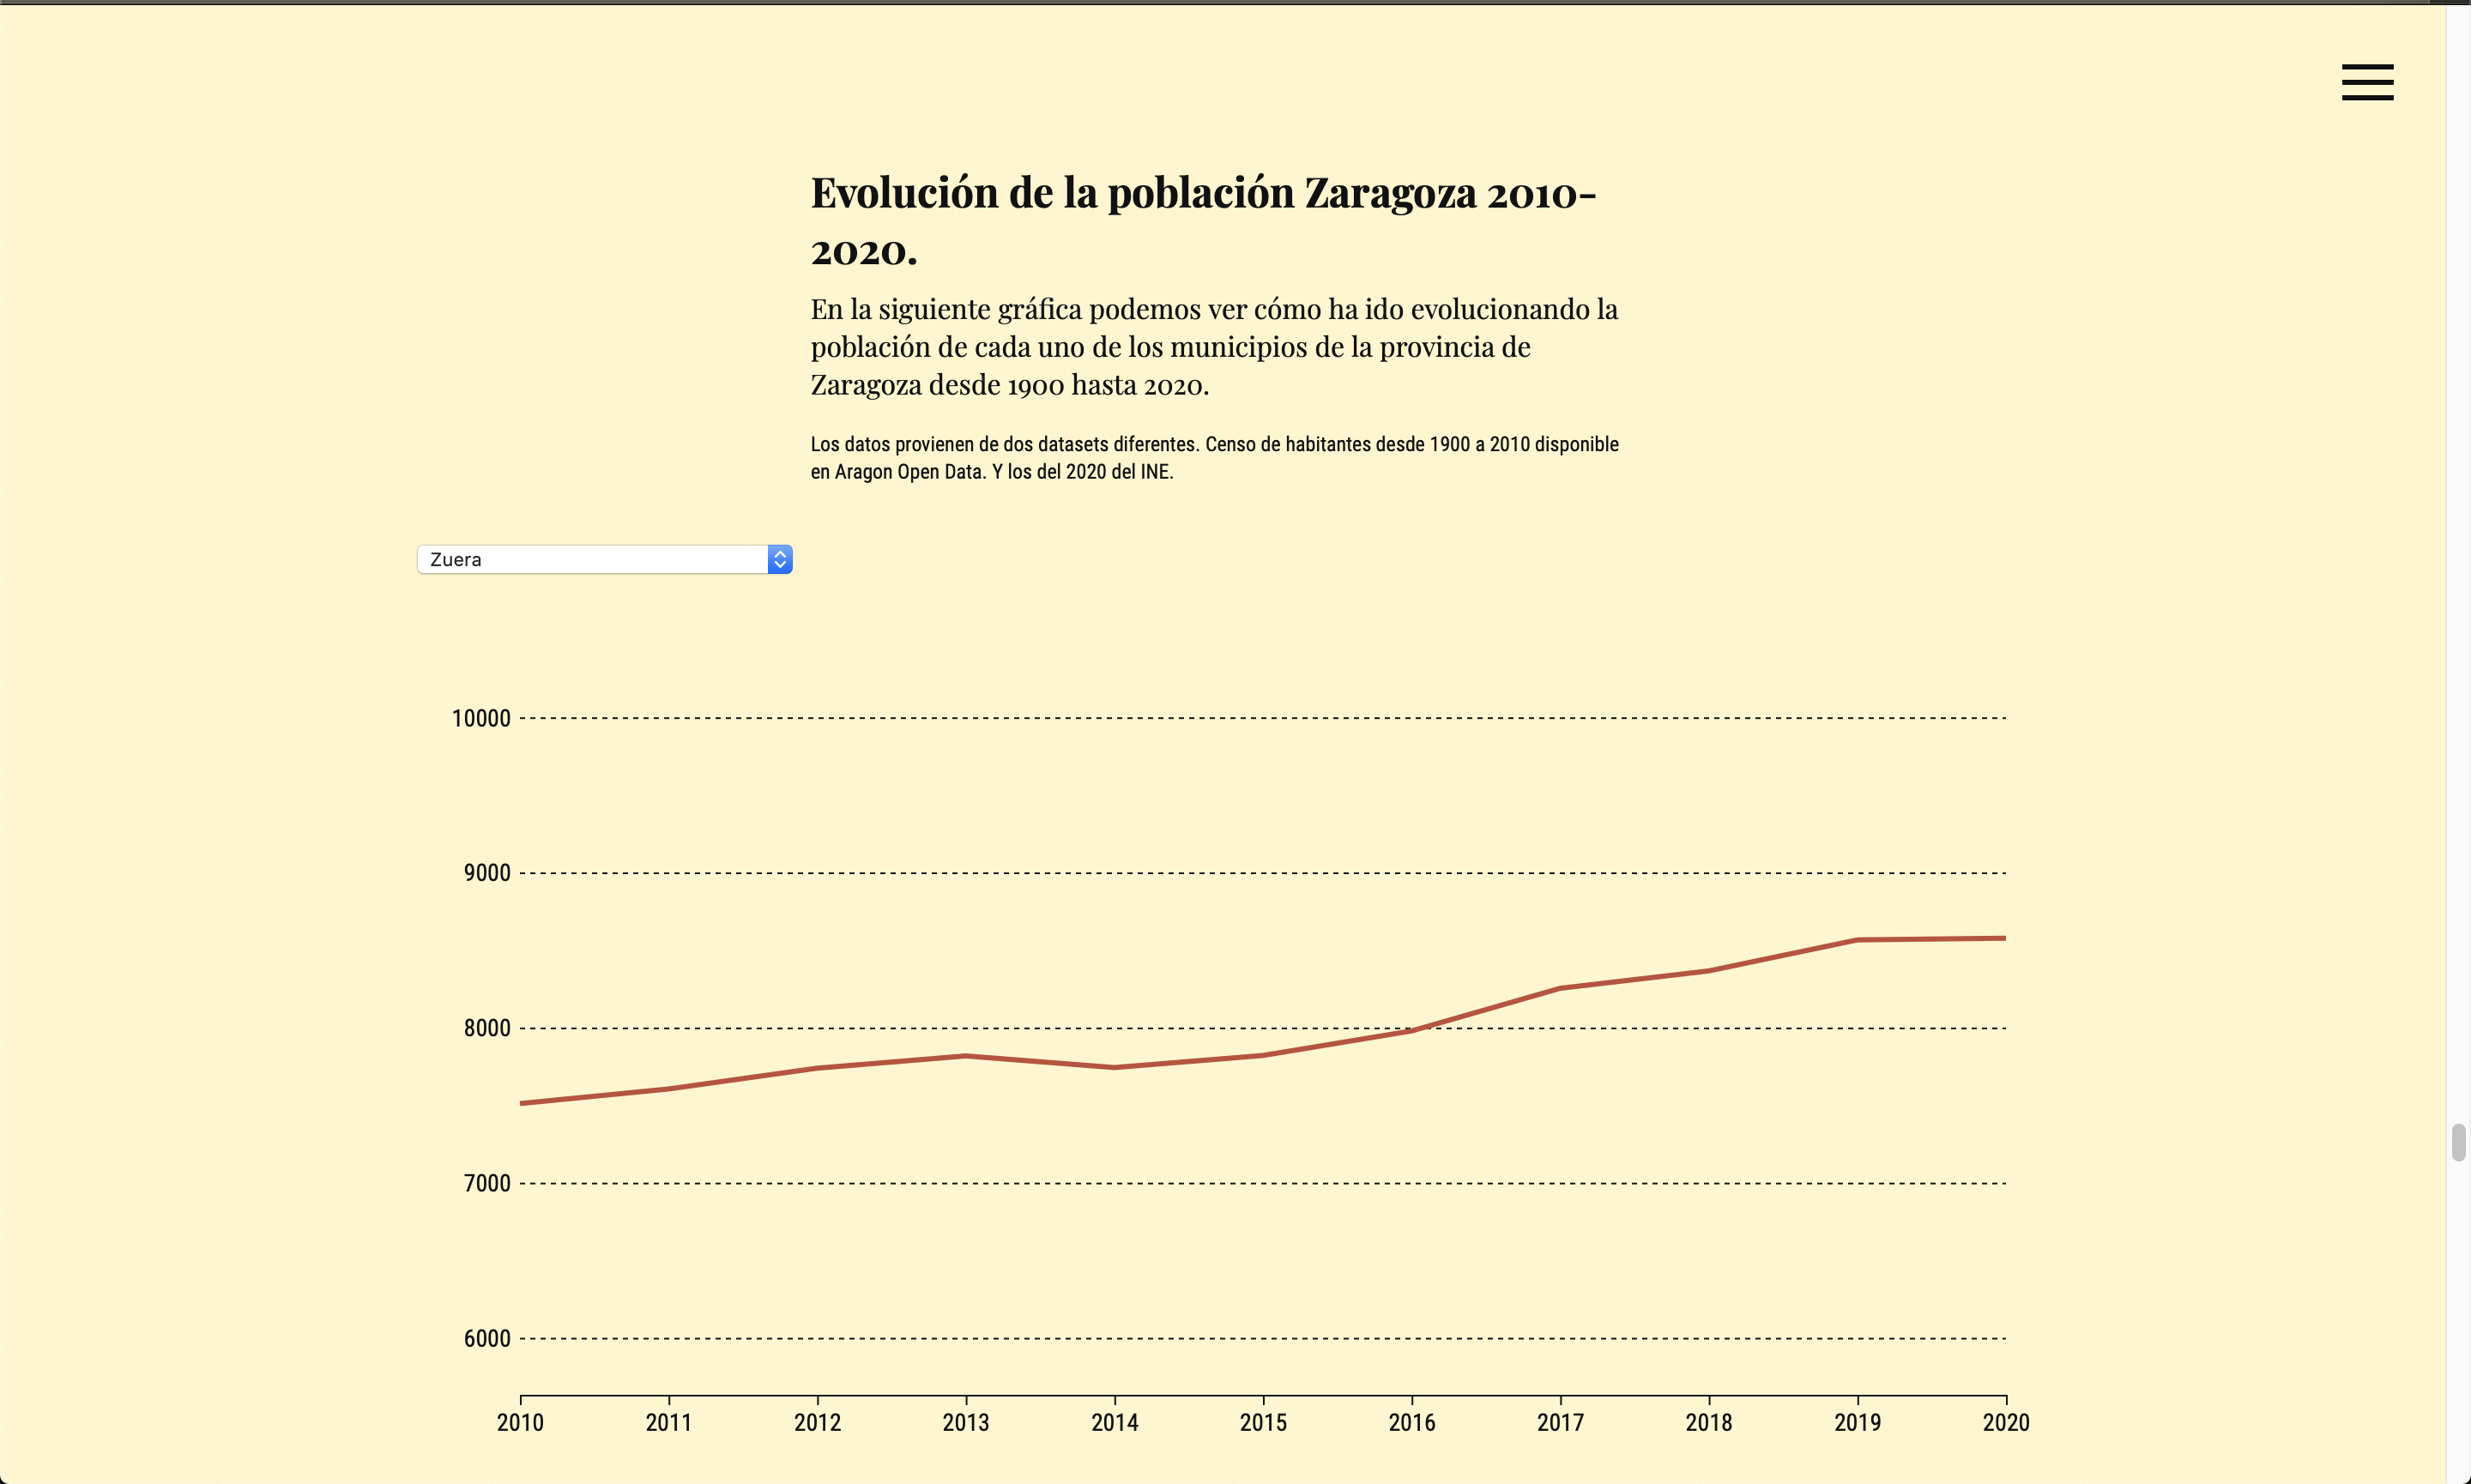 Evolución de la población Zaragoza 2010-
2020.
En la siguiente gráfica podemos ver cómo ha ido evolucionando la
población de cada uno de los municipios de la provincia de
Zaragoza desde 1900 hasta 2020.
Los datos provienen de dos datasets diferentes. Censo de habitantes desde 1900 a 2010 disponible
en Aragon Open Data. Y los del 2020 del INE.
Zuera
10000
9000
8000
7000
6000
2010 2011 2012 2013 2014 2015 2016 2017 2018 2019 2020